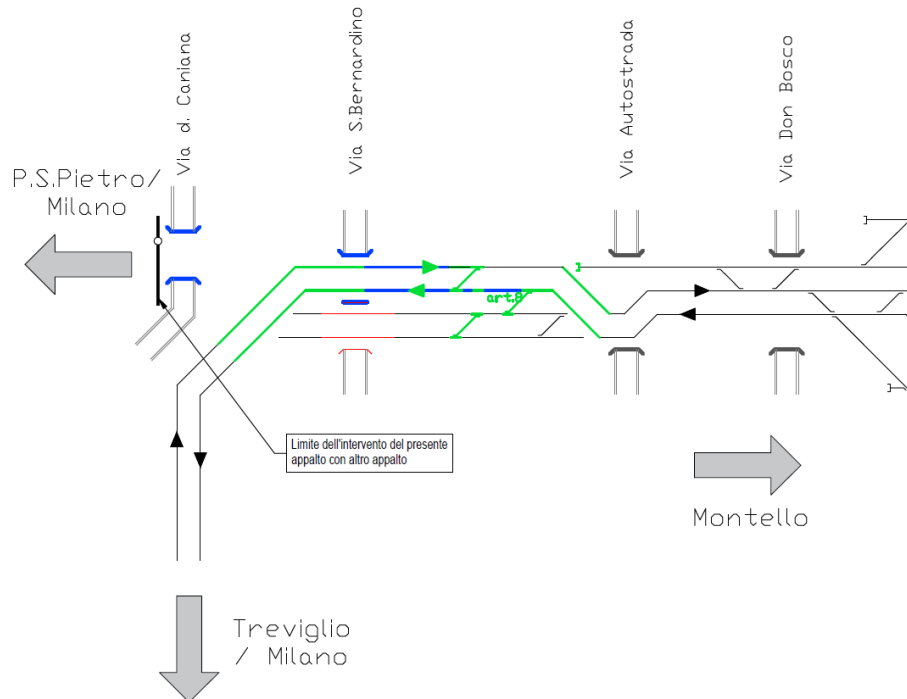 Via d. Caniana
Via S.Bernardino
Via Autostrada
Via Don Bosco
P.S.Pietro/
Milano
art.8
Limite dell'intervento del presente
appalto con altro appalto
Montello
Treviglio
/ Milano